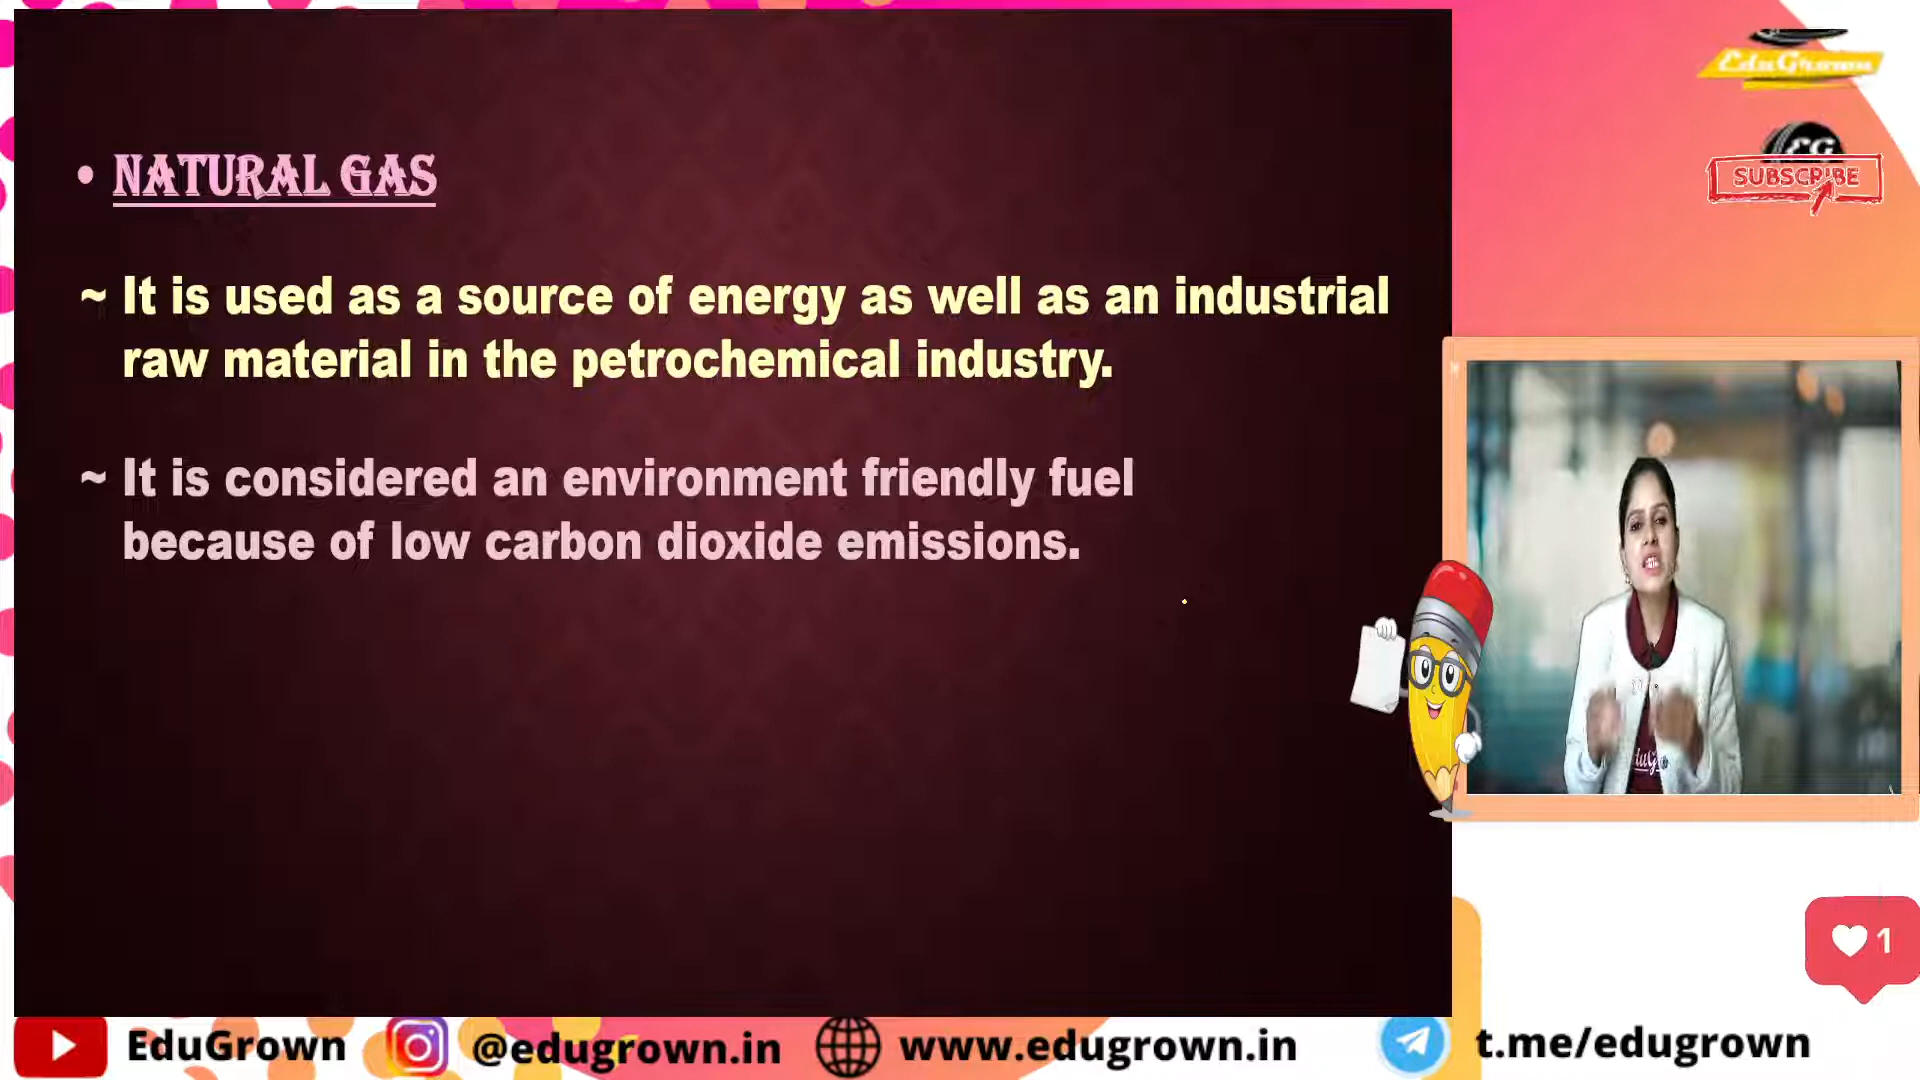 • NATURAL GAS
~ It is used as a source of energy as well as an industrial
raw material in the petrochemical industry.
~ It is considered an environment friendly fuel
because of low carbon dioxide emissions.
EduGrown
EG
SUBSCRIBE
1
EduGrown
@edugrown.in
www.edugrown.in
t.me/edugrown